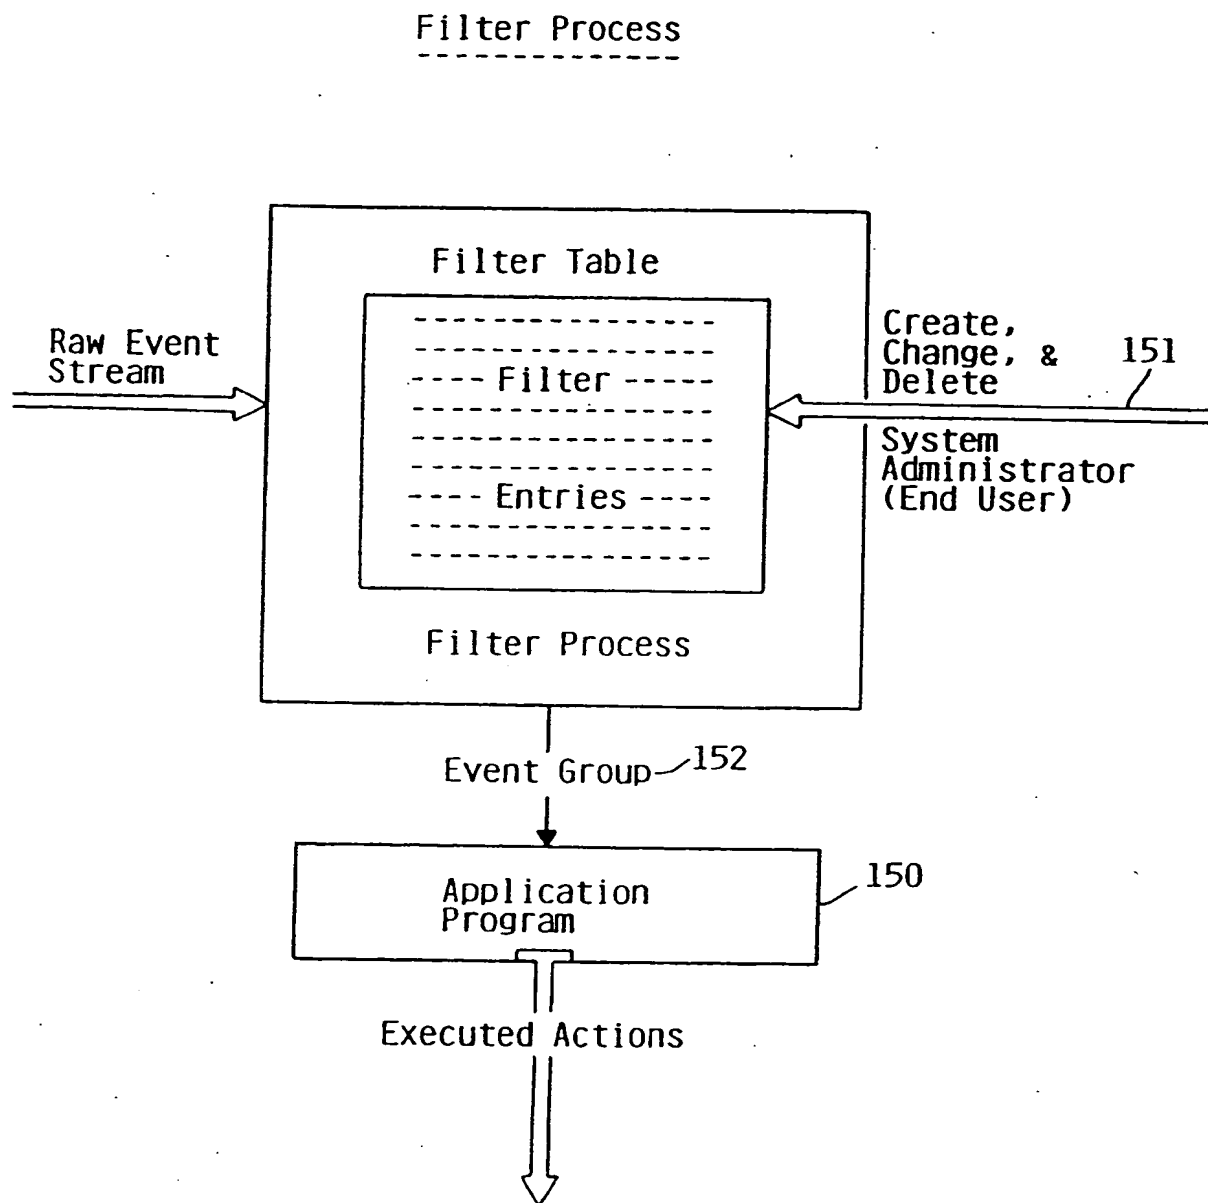 Filter Process
Filter Table
Raw Event
Stream
Filter
Entries
Create,
Change, &
Delete
151
System
Administrator
(End User)
Filter Process
Event Group
152
Application
Program
150
Executed Actions